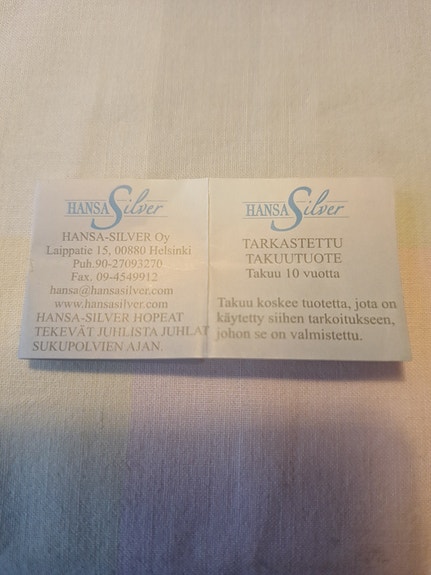 HANSA Silver
HANSA-SILVER Oy
Laippatie 15, 00880 Helsinki
Puh.90-27093270
Fax. 09-4549912
hansa@hansasilver.com
www.hansasilver.com
HANSA-SILVER HOPEAT
TEKEVÄT JUHLISTA JUHLAT
SUKUPOLVIEN AJAN.
HANSA Silver
TARKASTETTU
TAKUUTUOTE
Takuu 10 vuotta
Takuu koskee tuotetta, jota on
käytetty siihen tarkoitukseen,
johon se on valmistettu.